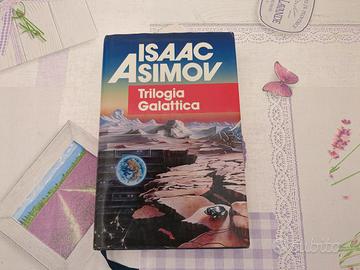 ISAAC
ASIMOV
Trilogia
Galattica
subito